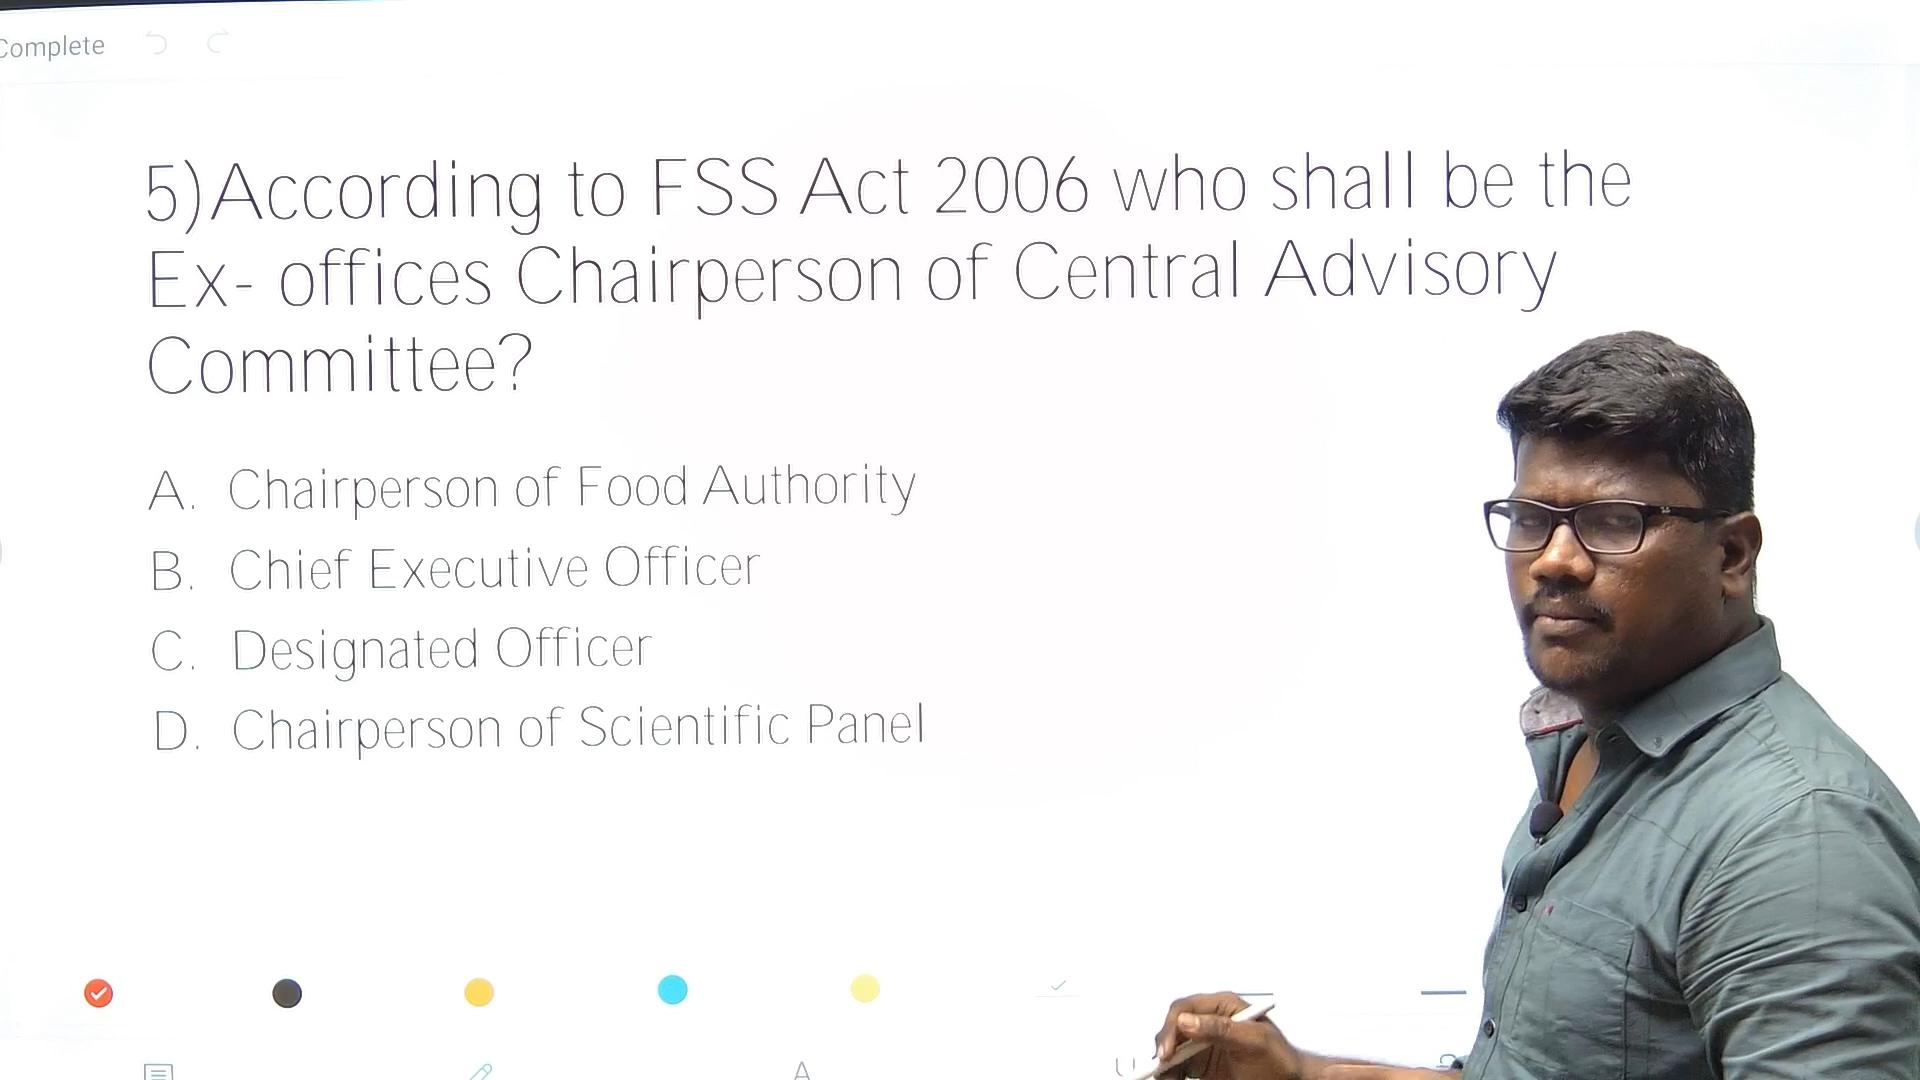 Complete
5)According to FSS Act 2006 who shall be the
Ex- offices Chairperson of Central Advisory
Committee?
A. Chairperson of Food Authority
B. Chief Executive Officer
C. Designated Officer
D. Chairperson of Scientific Panel